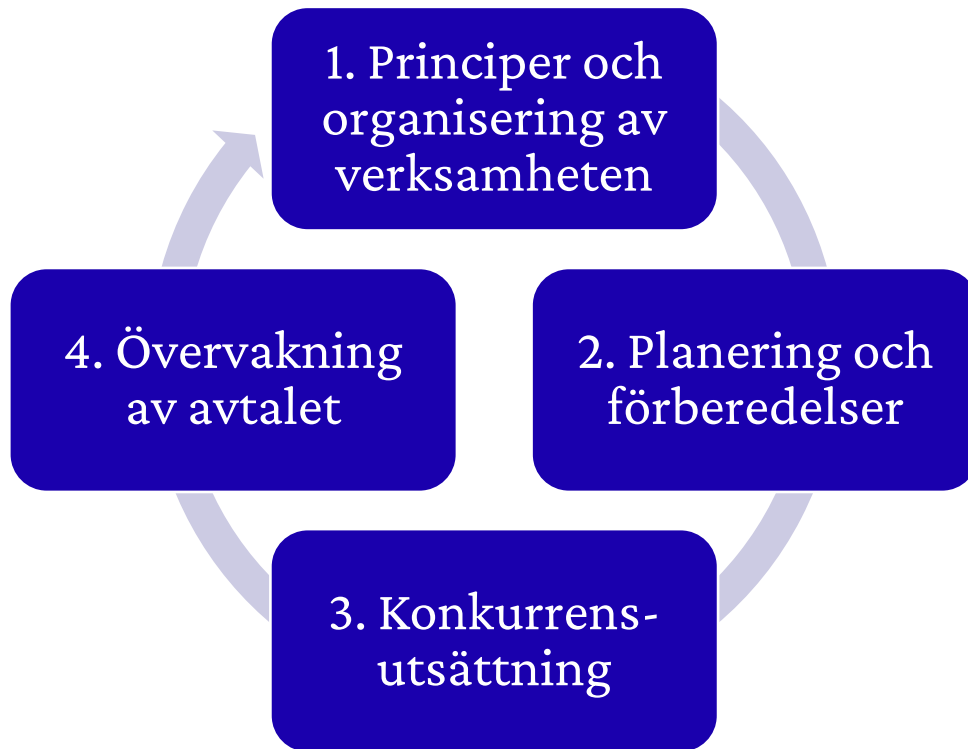 1. Principer och
organisering av
verksamheten
2. Planering och
förberedelser
3. Konkurrens-
utsättning
4. Övervakning
av avtalet